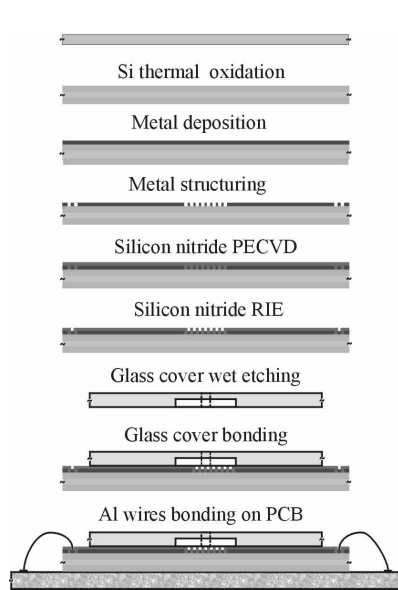 Si thermal oxidation
Metal deposition
Metal structuring
Silicon nitride PECVD
Silicon nitride RIE
Glass cover wet etching
Glass cover bonding
Al wires bonding on PCB